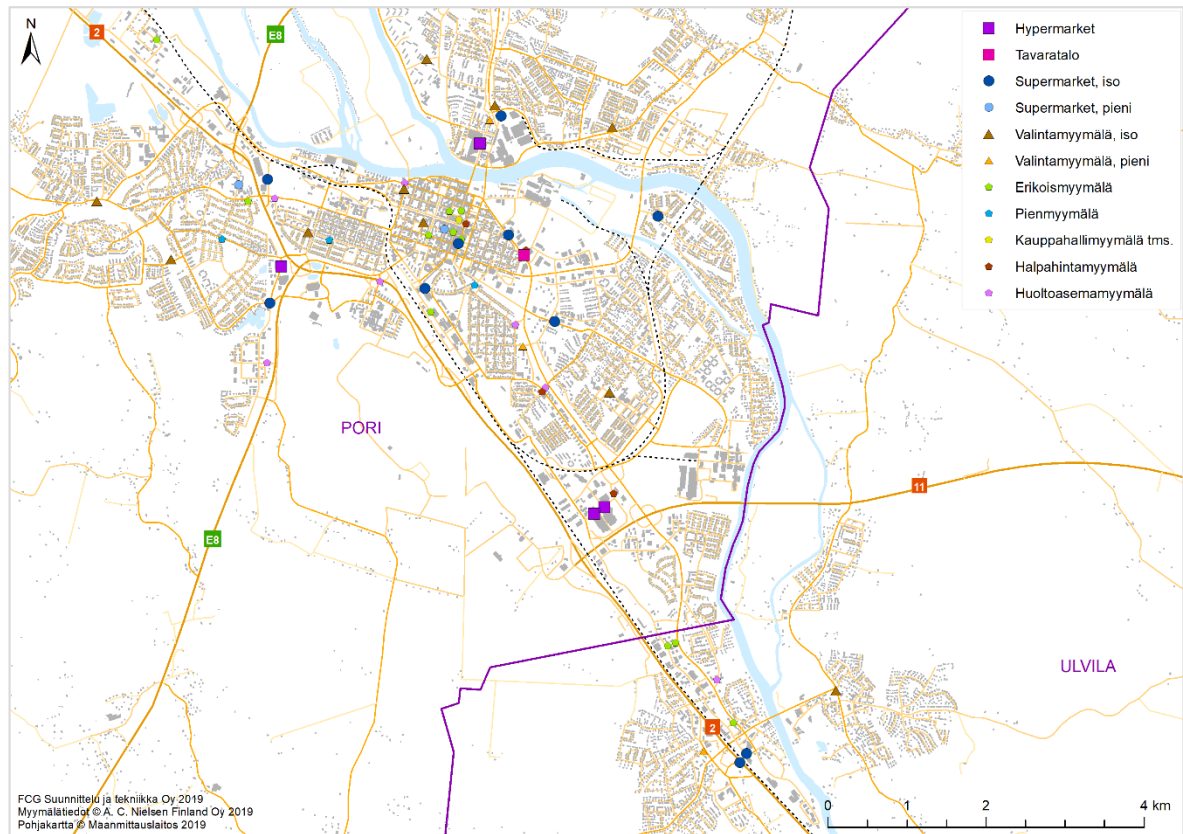 N
2
E8
Hypermarket
Tavaratalo
Supermarket, iso
Supermarket, pieni
Valintamyymälä, iso
Valintamyymälä, pieni
Erikoismyymälä
Pienmyymälä
Kauppahallimyymälä tms.
Halpahintamyymälä
Huoltoasemamyymälä
PORI
11
E8
ULVILA
2
FCG Suunnittelu ja tekniikka Oy 2019
Myymälätiedot © A. C. Nielsen Finland Oy 2019
Pohjakartta © Maanmittauslaitos 2019
0 1 2 4 km